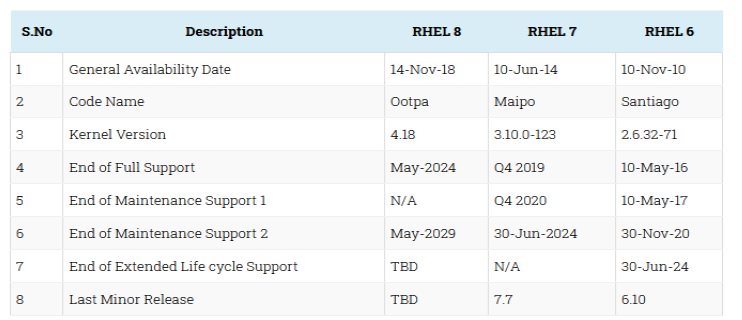 S.No Description RHEL 8 RHEL 7 RHEL 6
1 General Availability Date 14-Nov-18 10-Jun-14 10-Nov-10
2 Code Name Ootpa Maipo Santiago
3 Kernel Version 4.18 3.10.0-123 2.6.32-71
4 End of Full Support May-2024 Q4 2019 10-May-16
5 End of Maintenance Support 1 N/A Q4 2020 10-May-17
6 End of Maintenance Support 2 May-2029 30-Jun-2024 30-Nov-20
7 End of Extended Life cycle Support TBD N/A 30-Jun-24
8 Last Minor Release TBD 7.7 6.10